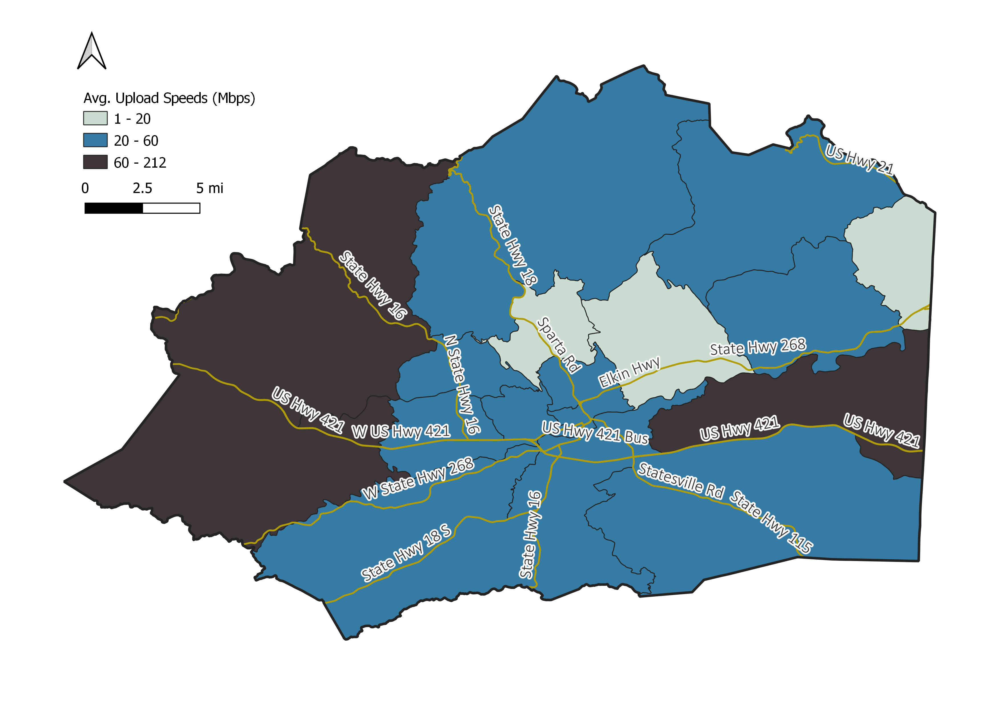 Avg. Upload Speeds (Mbps)
1 - 20
20 - 60
60 - 212
0 2.5 5 mi
US Hwy 21
State Hwy 18
State Hwy 16
Sparta Rd
N State Hwy 16
State Hwy 268
Elkin Hwy
US Hwy 421
W US Hwy 421
US Hwy 421 Bus
US Hwy 421
US Hwy 421
W State Hwy 268
Statesville Rd
State Hwy 115
State Hwy 16
State Hwy 18 S